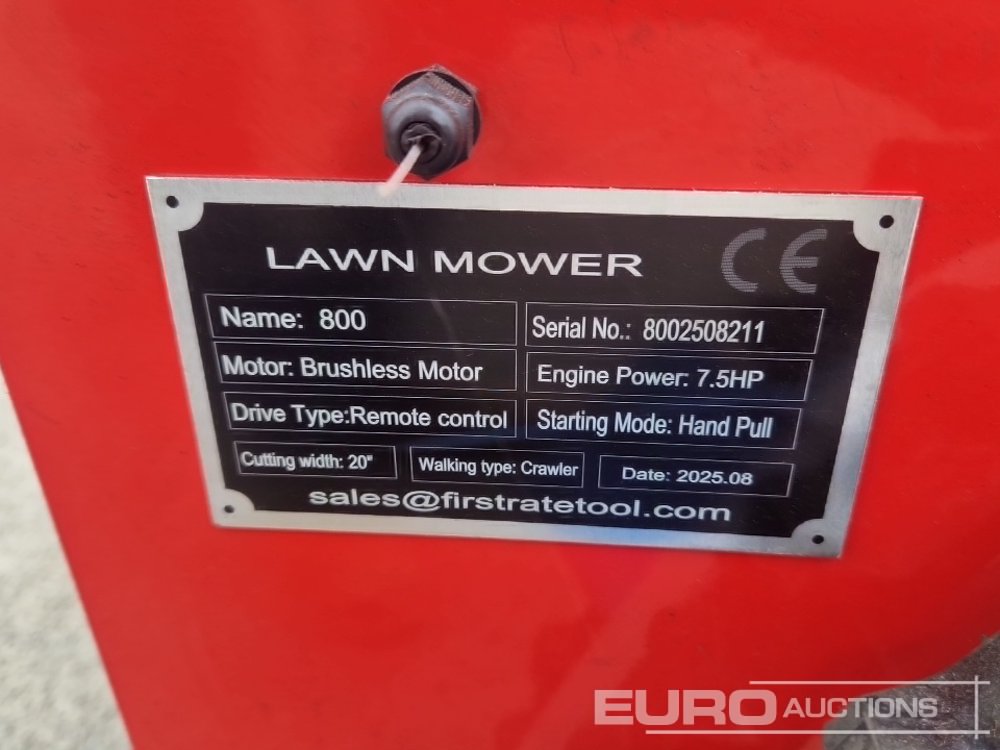 LAWN MOWER CE
Name: 800
Serial No.: 8002508211
Motor: Brushless Motor
Engine Power: 7.5HP
Drive Type:Remote control
Starting Mode: Hand Pull
Cutting width: 20"
Walking type: Crawler
Date: 2025.08
sales@firstratetool.com
EURO AUCTIONS